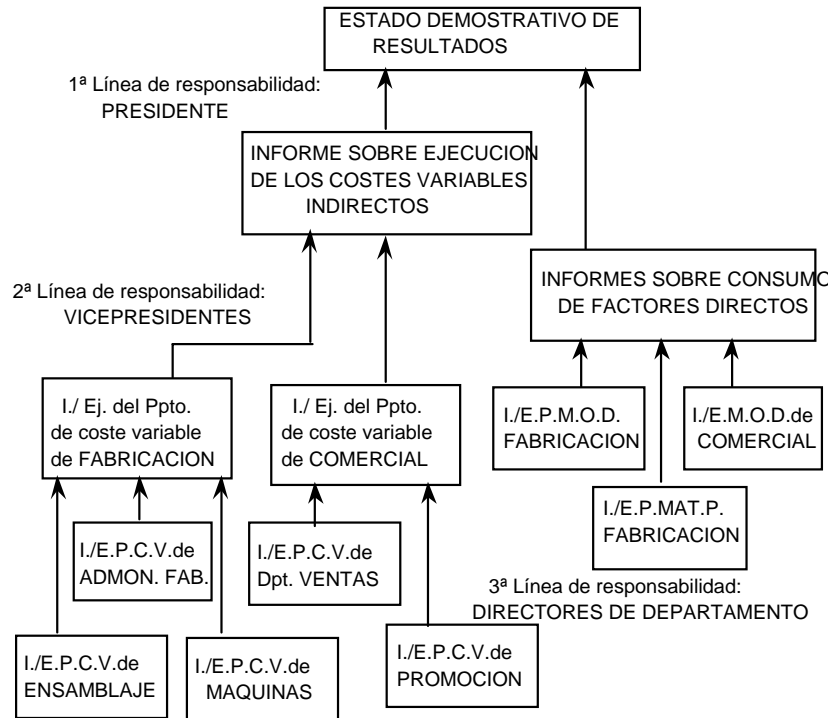 ESTADO DEMOSTRATIVO DE
RESULTADOS
1ª Línea de responsabilidad:
PRESIDENTE
INFORME SOBRE EJECUCION
DE LOS COSTES VARIABLES
INDIRECTOS
2ª Línea de responsabilidad:
VICEPRESIDENTES
INFORMES SOBRE CONSUMO
DE FACTORES DIRECTOS
I./ Ej. del Ppto.
de coste variable
de FABRICACION
I./ Ej. del Ppto.
de coste variable
de COMERCIAL
I./E.P.M.O.D.
FABRICACION
I./E.M.O.D.de
COMERCIAL
I./E.P.MAT.P.
FABRICACION
I./E.P.C.V.de
ADMON. FAB.
I./E.P.C.V.de
Dpt. VENTAS
3ª Línea de responsabilidad:
DIRECTORES DE DEPARTAMENTO
I./E.P.C.V.de
ENSAMBLAJE
I./E.P.C.V.de
MAQUINAS
I./E.P.C.V.de
PROMOCION